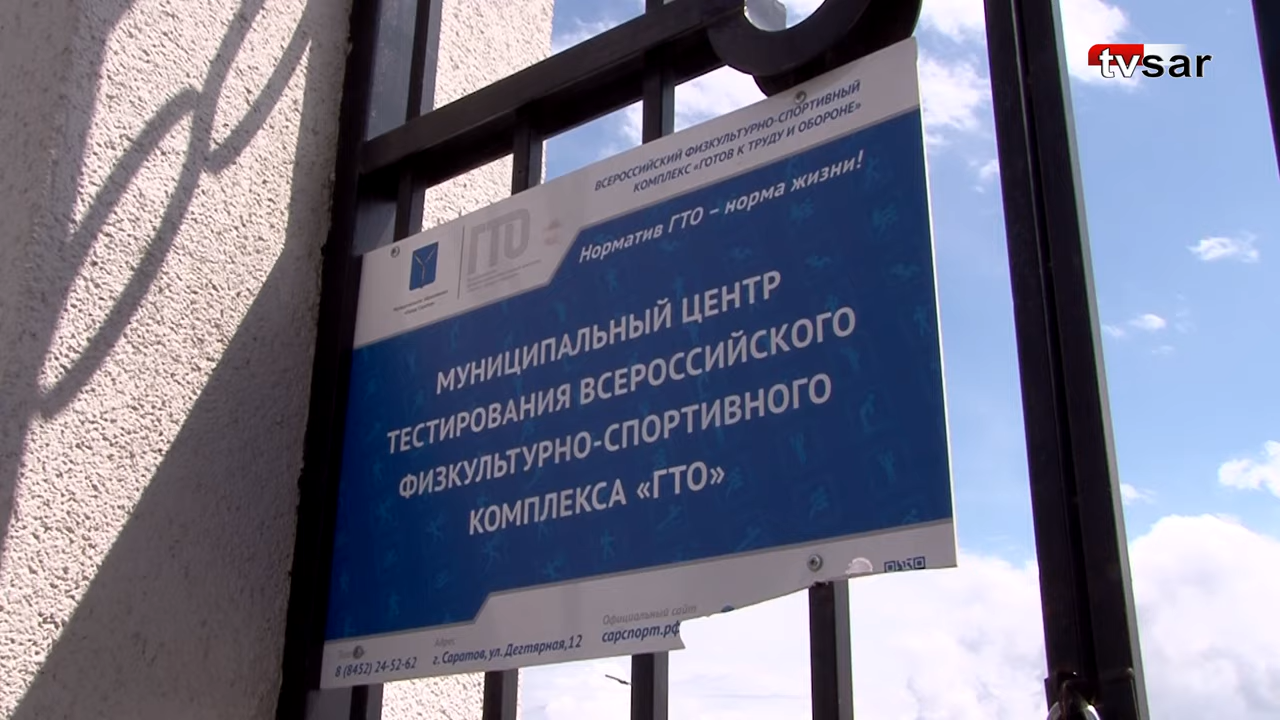 tvsar
ВСЕРОССИЙСКИЙ ФИЗКУЛЬТУРНО-СПОРТИВНЫЙ
КОМПЛЕКС «ГОТОВ К ТРУДУ И ОБОРОНЕ»
ГТО
Норматив ГТО – норма жизни!
МУНИЦИПАЛЬНЫЙ ЦЕНТР
ТЕСТИРОВАНИЯ ВСЕРОССИЙСКОГО
ФИЗКУЛЬТУРНО-СПОРТИВНОГО
КОМПЛЕКСА «ГТО»
8 (8452) 24-52-62
Адрес
г. Саратов, ул. Дегтярная,12
Официальный сайт
сарспорт.рф